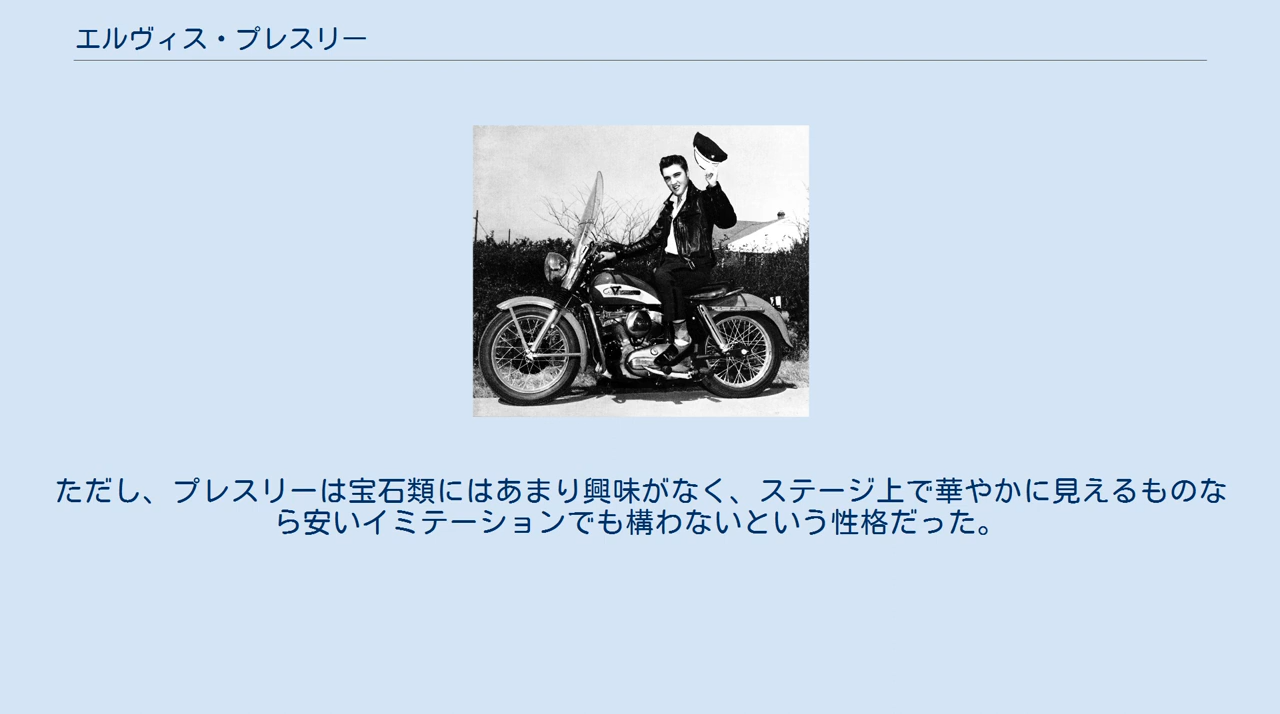 エルヴィス・プレスリー
ただし、プレスリーは宝石類にはあまり興味がなく、ステージ上で華やかに見えるものな
ら安いイミテーションでも構わないという性格だった。